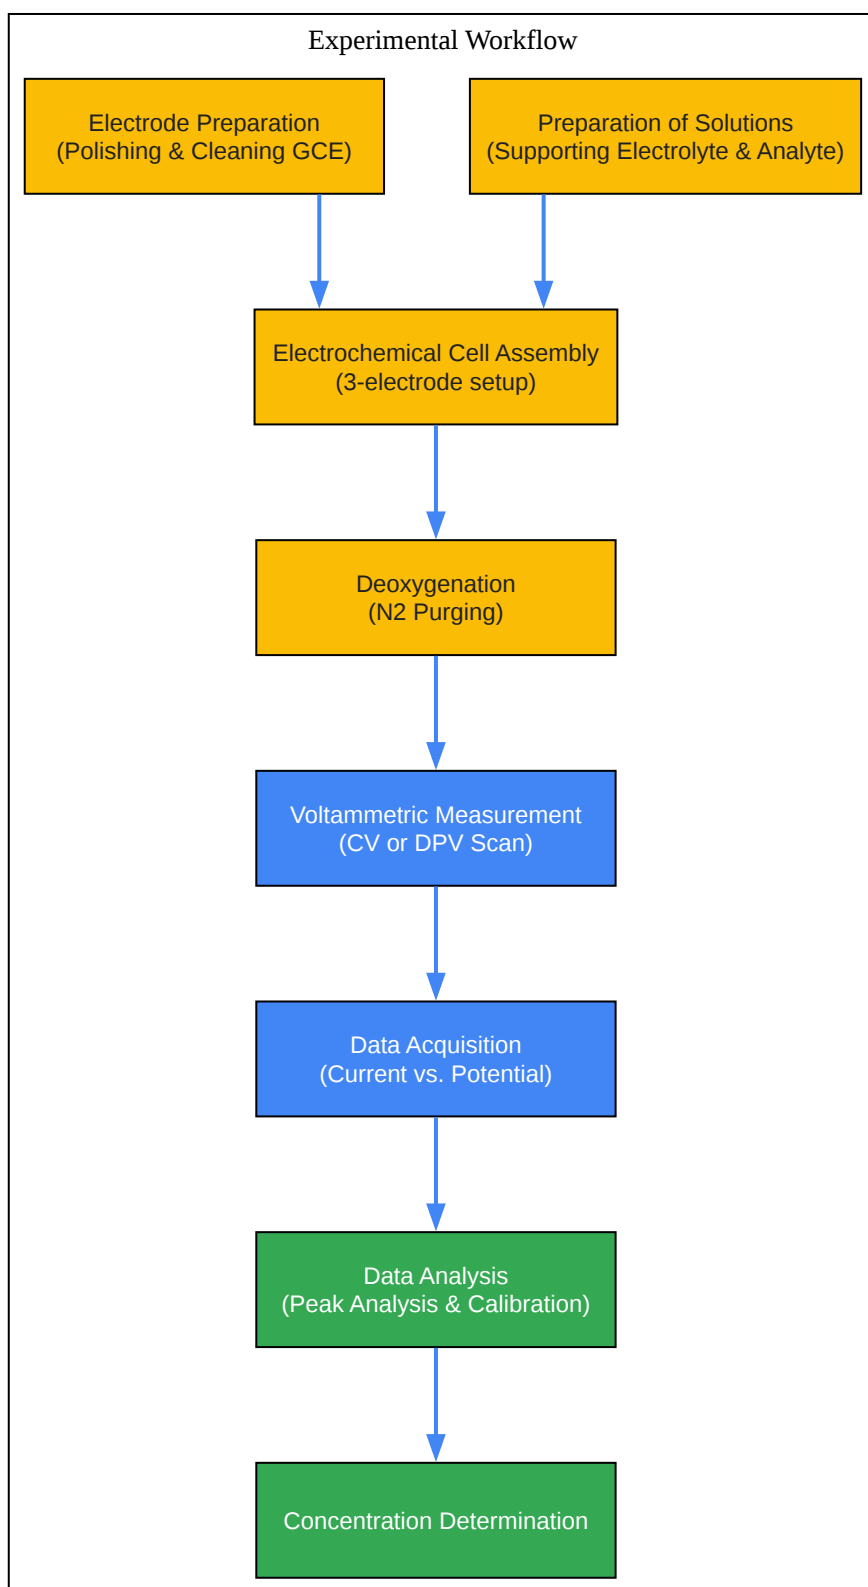 Experimental Workflow
Electrode Preparation
(Polishing & Cleaning GCE)
Preparation of Solutions
(Supporting Electrolyte & Analyte)
Electrochemical Cell Assembly
(3-electrode setup)
Deoxygenation
(N2 Purging)
Voltammetric Measurement
(CV or DPV Scan)
Data Acquisition
(Current vs. Potential)
Data Analysis
(Peak Analysis & Calibration)
Concentration Determination